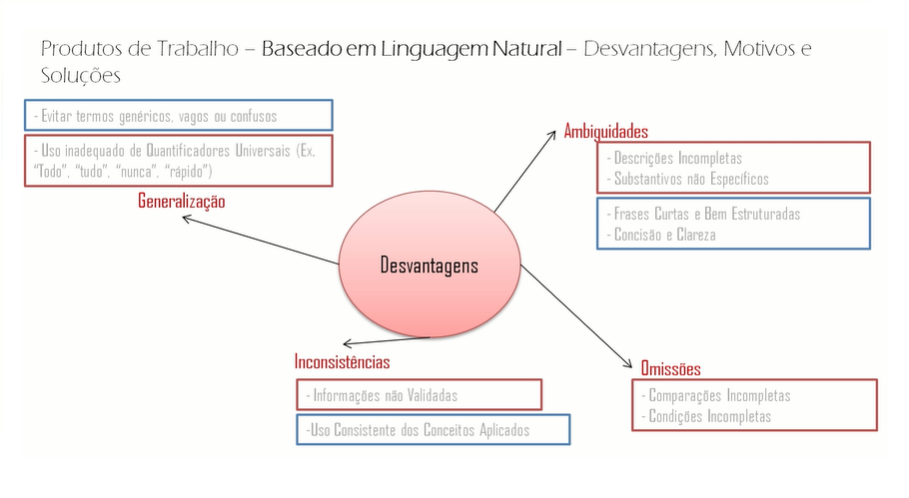 Produtos de Trabalho – Baseado em Linguagem Natural – Desvantagens, Motivos e
Soluções
- Evitar termos genéricos, vagos ou confusos
- Uso inadequado de Quantificadores Universais (Ex.
“Todo”, “tudo”, “nunca”, “rápido”)
Generalização
Ambiguidades
- Descrições Incompletas
- Substantivos não Específicos
- Frases Curtas e Bem Estruturadas
- Concisão e Clareza
Desvantagens
Inconsistências
- Informações não Validadas
-Uso Consistente dos Conceitos Aplicados
Omissões
- Comparações Incompletas
- Condições Incompletas